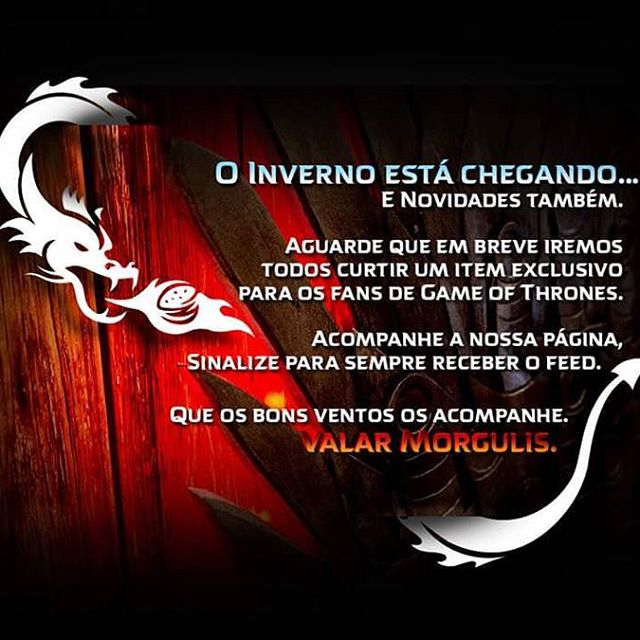 O Inverno está chegando...
E Novidades também.
Aguarde que em breve iremos
todos curtir um item exclusivo
para os fans de Game of Thrones.
Acompanhe a nossa página,
Sinalize para sempre receber o feed.
Que os bons ventos os acompanhe.
Valar Morgulis.